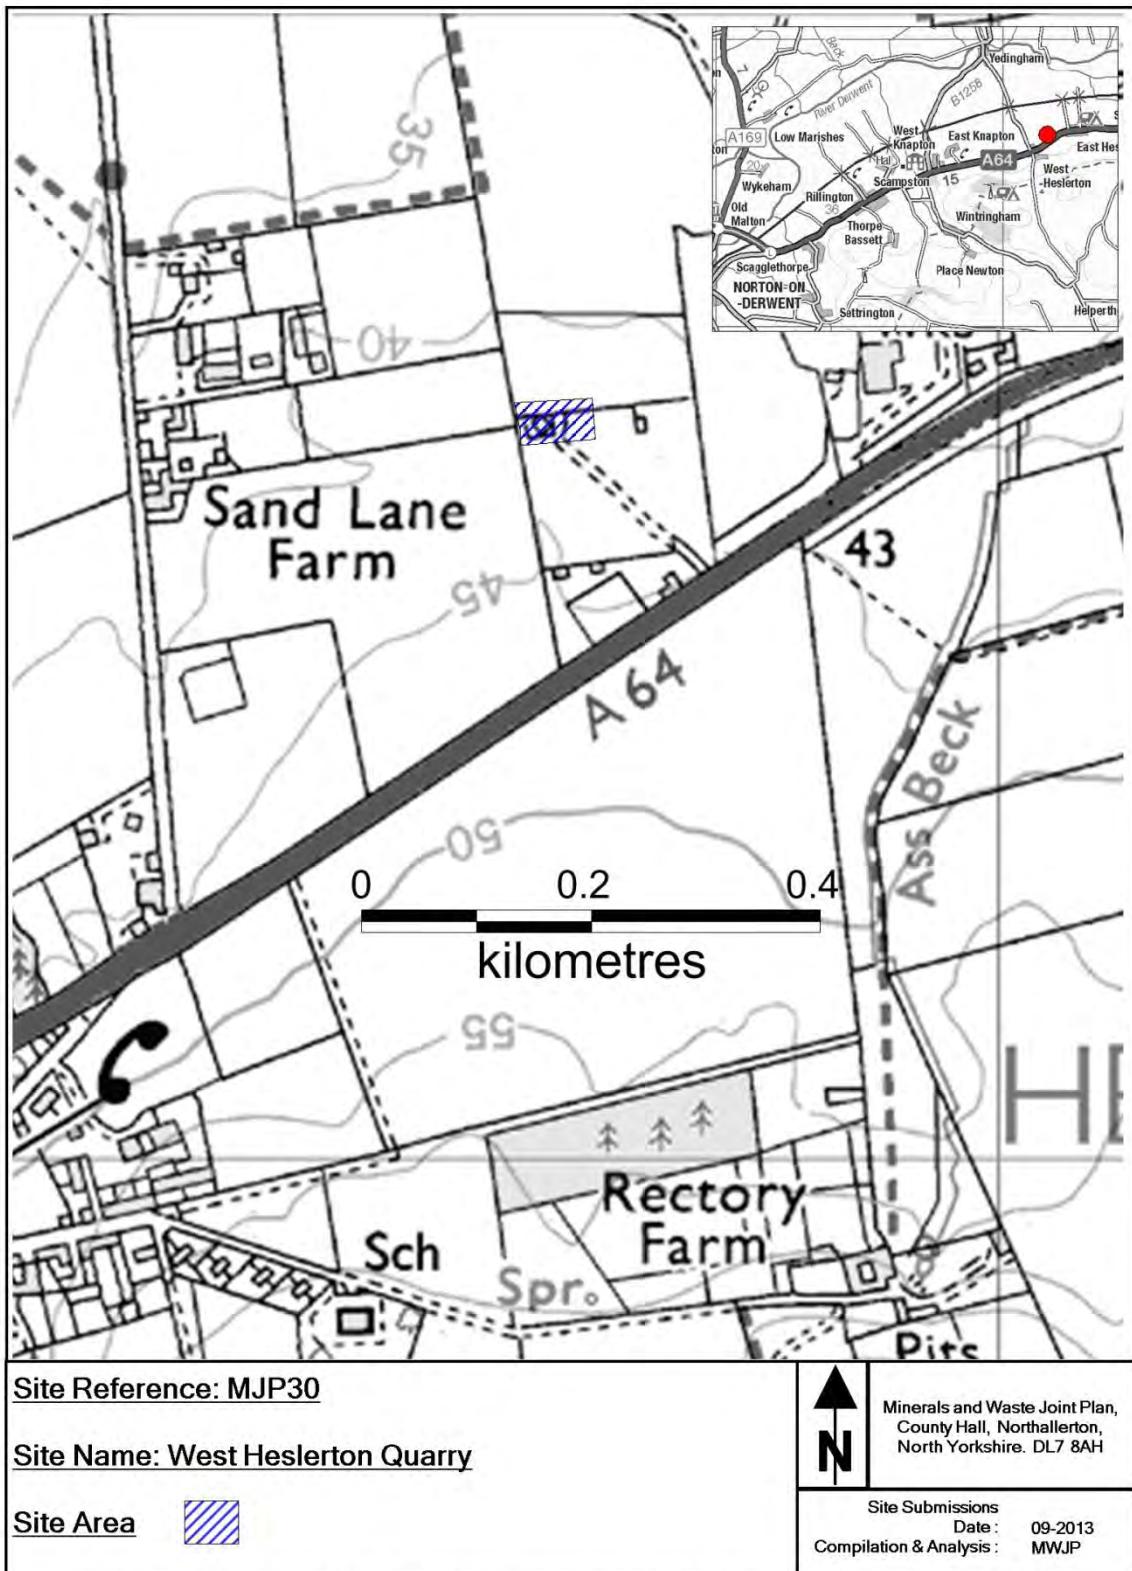 35
40
Sand Lane
Farm
45
43
A 64
Ass Beck
50
0 0.2 0.4
kilometres
55
HE
Rectory
Farm
Sch
Spr
Pits
Yedingham
Back
River Derwent
B1258
A169
Low Marishes
West
Knapton
East Knapton
Hall
A64
East Hes
20
Wykeham
Scampston
15
West
-Heslerton
Rillington
36
Old
Malton
Wintringham
Thorpe
Bassett
Place Newton
Scagglethorpe
NORTON-ON
-DERWENT
Settrington
Helperth
Site Reference: MJP30
Site Name: West Heslerton Quarry
Site Area
N
Minerals and Waste Joint Plan,
County Hall, Northallerton,
North Yorkshire. DL7 8AH
Site Submissions
Date : 09-2013
Compilation & Analysis : MWJP